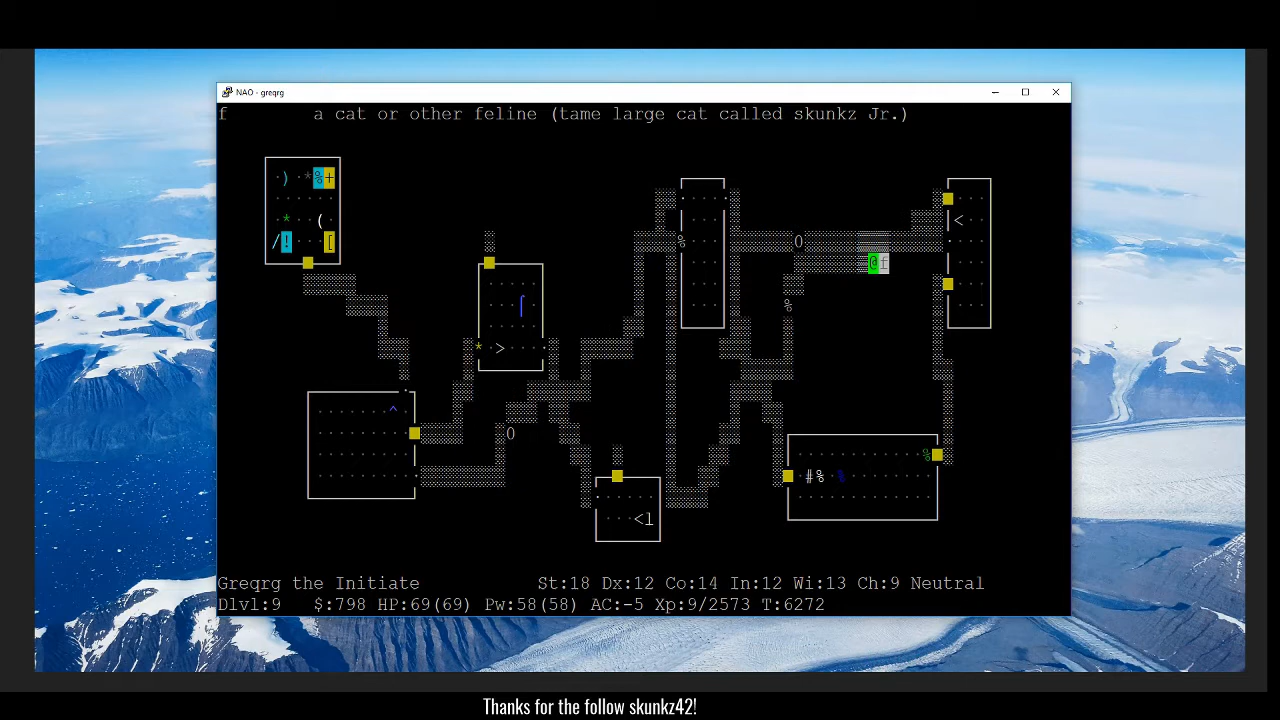 NAO - greqrg
f a cat or other feline (tame large cat called skunkz Jr.)
Greqrg the Initiate St:18 Dx:12 Co:14 In:12 Wi:13 Ch:9 Neutral
Dlvl:9 $:798 HP:69(69) Pw:58(58) AC:-5 Xp:9/2573 T:6272
Thanks for the follow skunkz42!